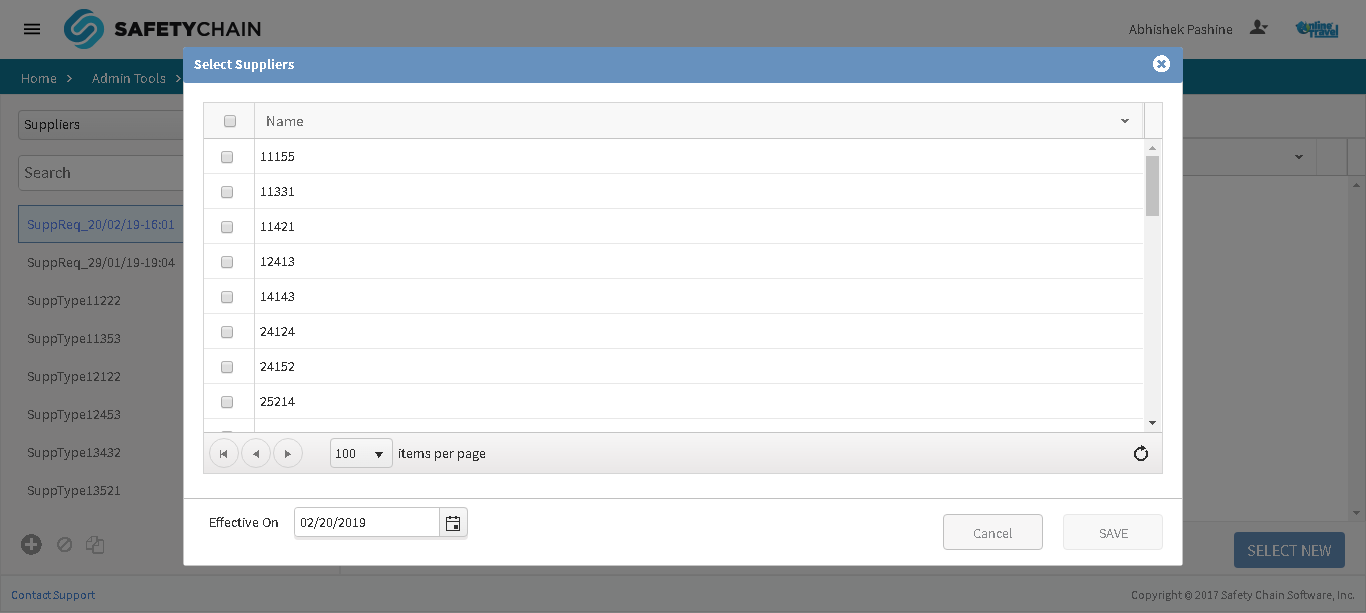 SAFETYCHAIN
Abhishek Pashine
Online Travel
Home > Admin Tools >
Suppliers
Search
SuppReq_20/02/19-16:01
SuppReq_29/01/19-19:04
SuppType11222
SuppType11353
SuppType12122
SuppType12453
SuppType13432
SuppType13521
Select Suppliers
Name
11155
11331
11421
12413
14143
24124
24152
25214
100 items per page
Effective On 02/20/2019
Cancel SAVE
SELECT NEW
Contact Support
Copyright © 2017 Safety Chain Software, Inc.